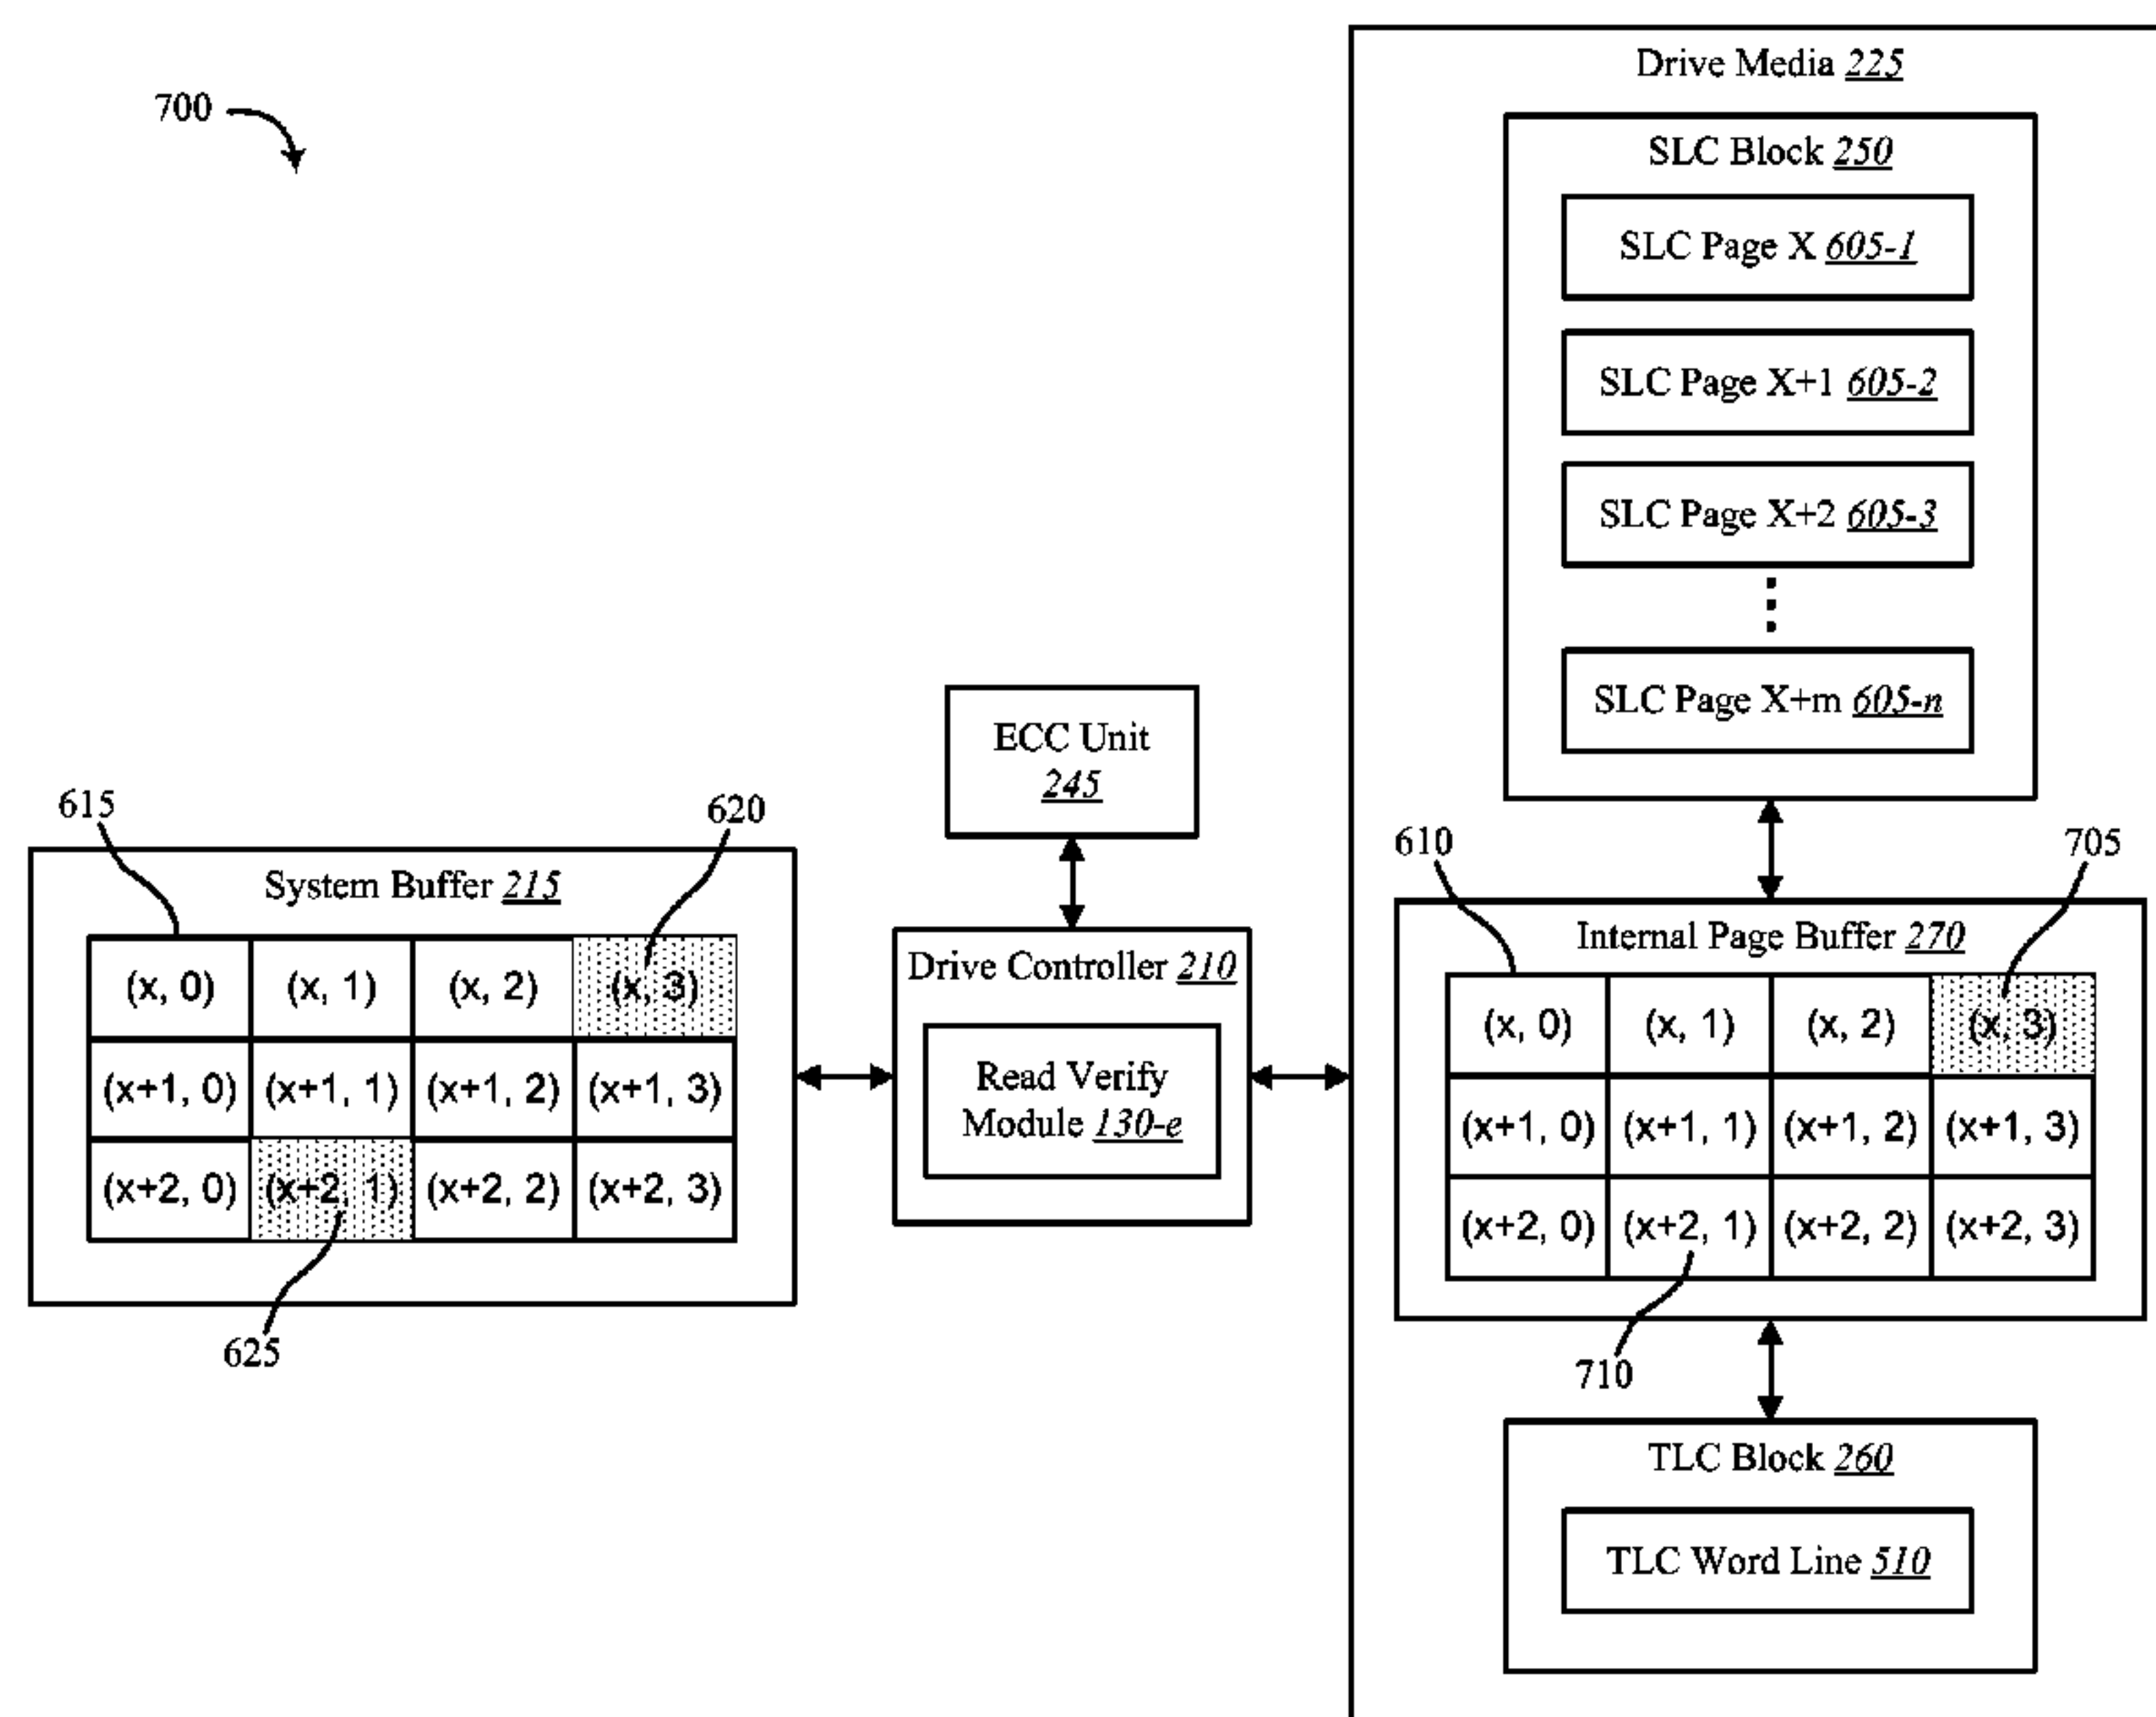 700
Drive Media 225
SLC Block 250
SLC Page X 605-1
SLC Page X+1 605-2
SLC Page X+2 605-3
SLC Page X+m 605-n
ECC Unit
245
615
620
System Buffer 215
(x, 0) (x, 1) (x, 2) (x, 3)
(x+1, 0) (x+1, 1) (x+1, 2) (x+1, 3)
(x+2, 0) (x+2, 1) (x+2, 2) (x+2, 3)
625
Drive Controller 210
Read Verify
Module 130-e
610
705
Internal Page Buffer 270
(x, 0) (x, 1) (x, 2) (x, 3)
(x+1, 0) (x+1, 1) (x+1, 2) (x+1, 3)
(x+2, 0) (x+2, 1) (x+2, 2) (x+2, 3)
710
TLC Block 260
TLC Word Line 510